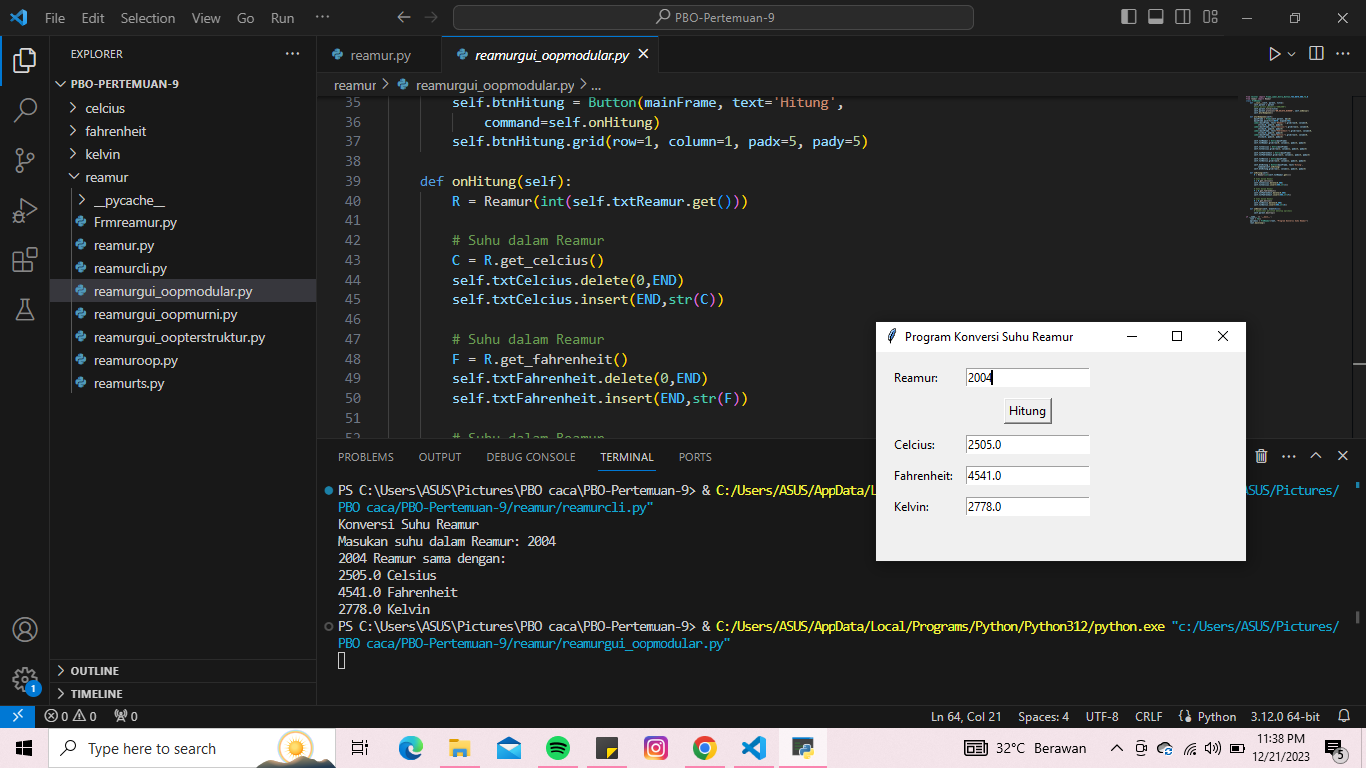 File Edit Selection View Go Run ··· PBO-Pertemuan-9
EXPLORER ···
PBO-PERTEMUAN-9
celcius
fahrenheit
kelvin
reamur
__pycache__
Frmreamur.py
reamur.py
reamurcli.py
reamurgui_oopmodular.py
reamurgui_oopmurni.py
reamurgui_oopterstruktur.py
reamuroop.py
reamurts.py
OUTLINE
TIMELINE
reamur.py reamurgui_oopmodular.py
reamur > reamurgui_oopmodular.py > ...
35 self.btnHitung = Button(mainFrame, text='Hitung',
36 command=self.onHitung)
37 self.btnHitung.grid(row=1, column=1, padx=5, pady=5)
38
39 def onHitung(self):
40 R = Reamur(int(self.txtReamur.get()))
41
42 # Suhu dalam Reamur
43 C = R.get_celcius()
44 self.txtCelcius.delete(0,END)
45 self.txtCelcius.insert(END,str(C))
46
47 # Suhu dalam Reamur
48 F = R.get_fahrenheit()
49 self.txtFahrenheit.delete(0,END)
50 self.txtFahrenheit.insert(END,str(F))
51
52 # Suhu dalam Reamur
Program Konversi Suhu Reamur
Reamur: 2004
Hitung
Celcius: 2505.0
Fahrenheit: 4541.0
Kelvin: 2778.0
PROBLEMS OUTPUT DEBUG CONSOLE TERMINAL PORTS
PS C:\Users\ASUS\Pictures\PBO caca\PBO-Pertemuan-9> & C:/Users/ASUS/AppData/L ASUS/Pictures/
PBO caca/PBO-Pertemuan-9/reamur/reamurcli.py"
Konversi Suhu Reamur
Masukan suhu dalam Reamur: 2004
2004 Reamur sama dengan:
2505.0 Celsius
4541.0 Fahrenheit
2778.0 Kelvin
PS C:\Users\ASUS\Pictures\PBO caca\PBO-Pertemuan-9> & C:/Users/ASUS/AppData/Local/Programs/Python/Python312/python.exe "c:/Users/ASUS/Pictures/
PBO caca/PBO-Pertemuan-9/reamur/reamurgui_oopmodular.py"
1
0 0 0 Ln 64, Col 21 Spaces: 4 UTF-8 CRLF Python 3.12.0 64-bit
Type here to search 32°C Berawan 11:38 PM
12/21/2023 5